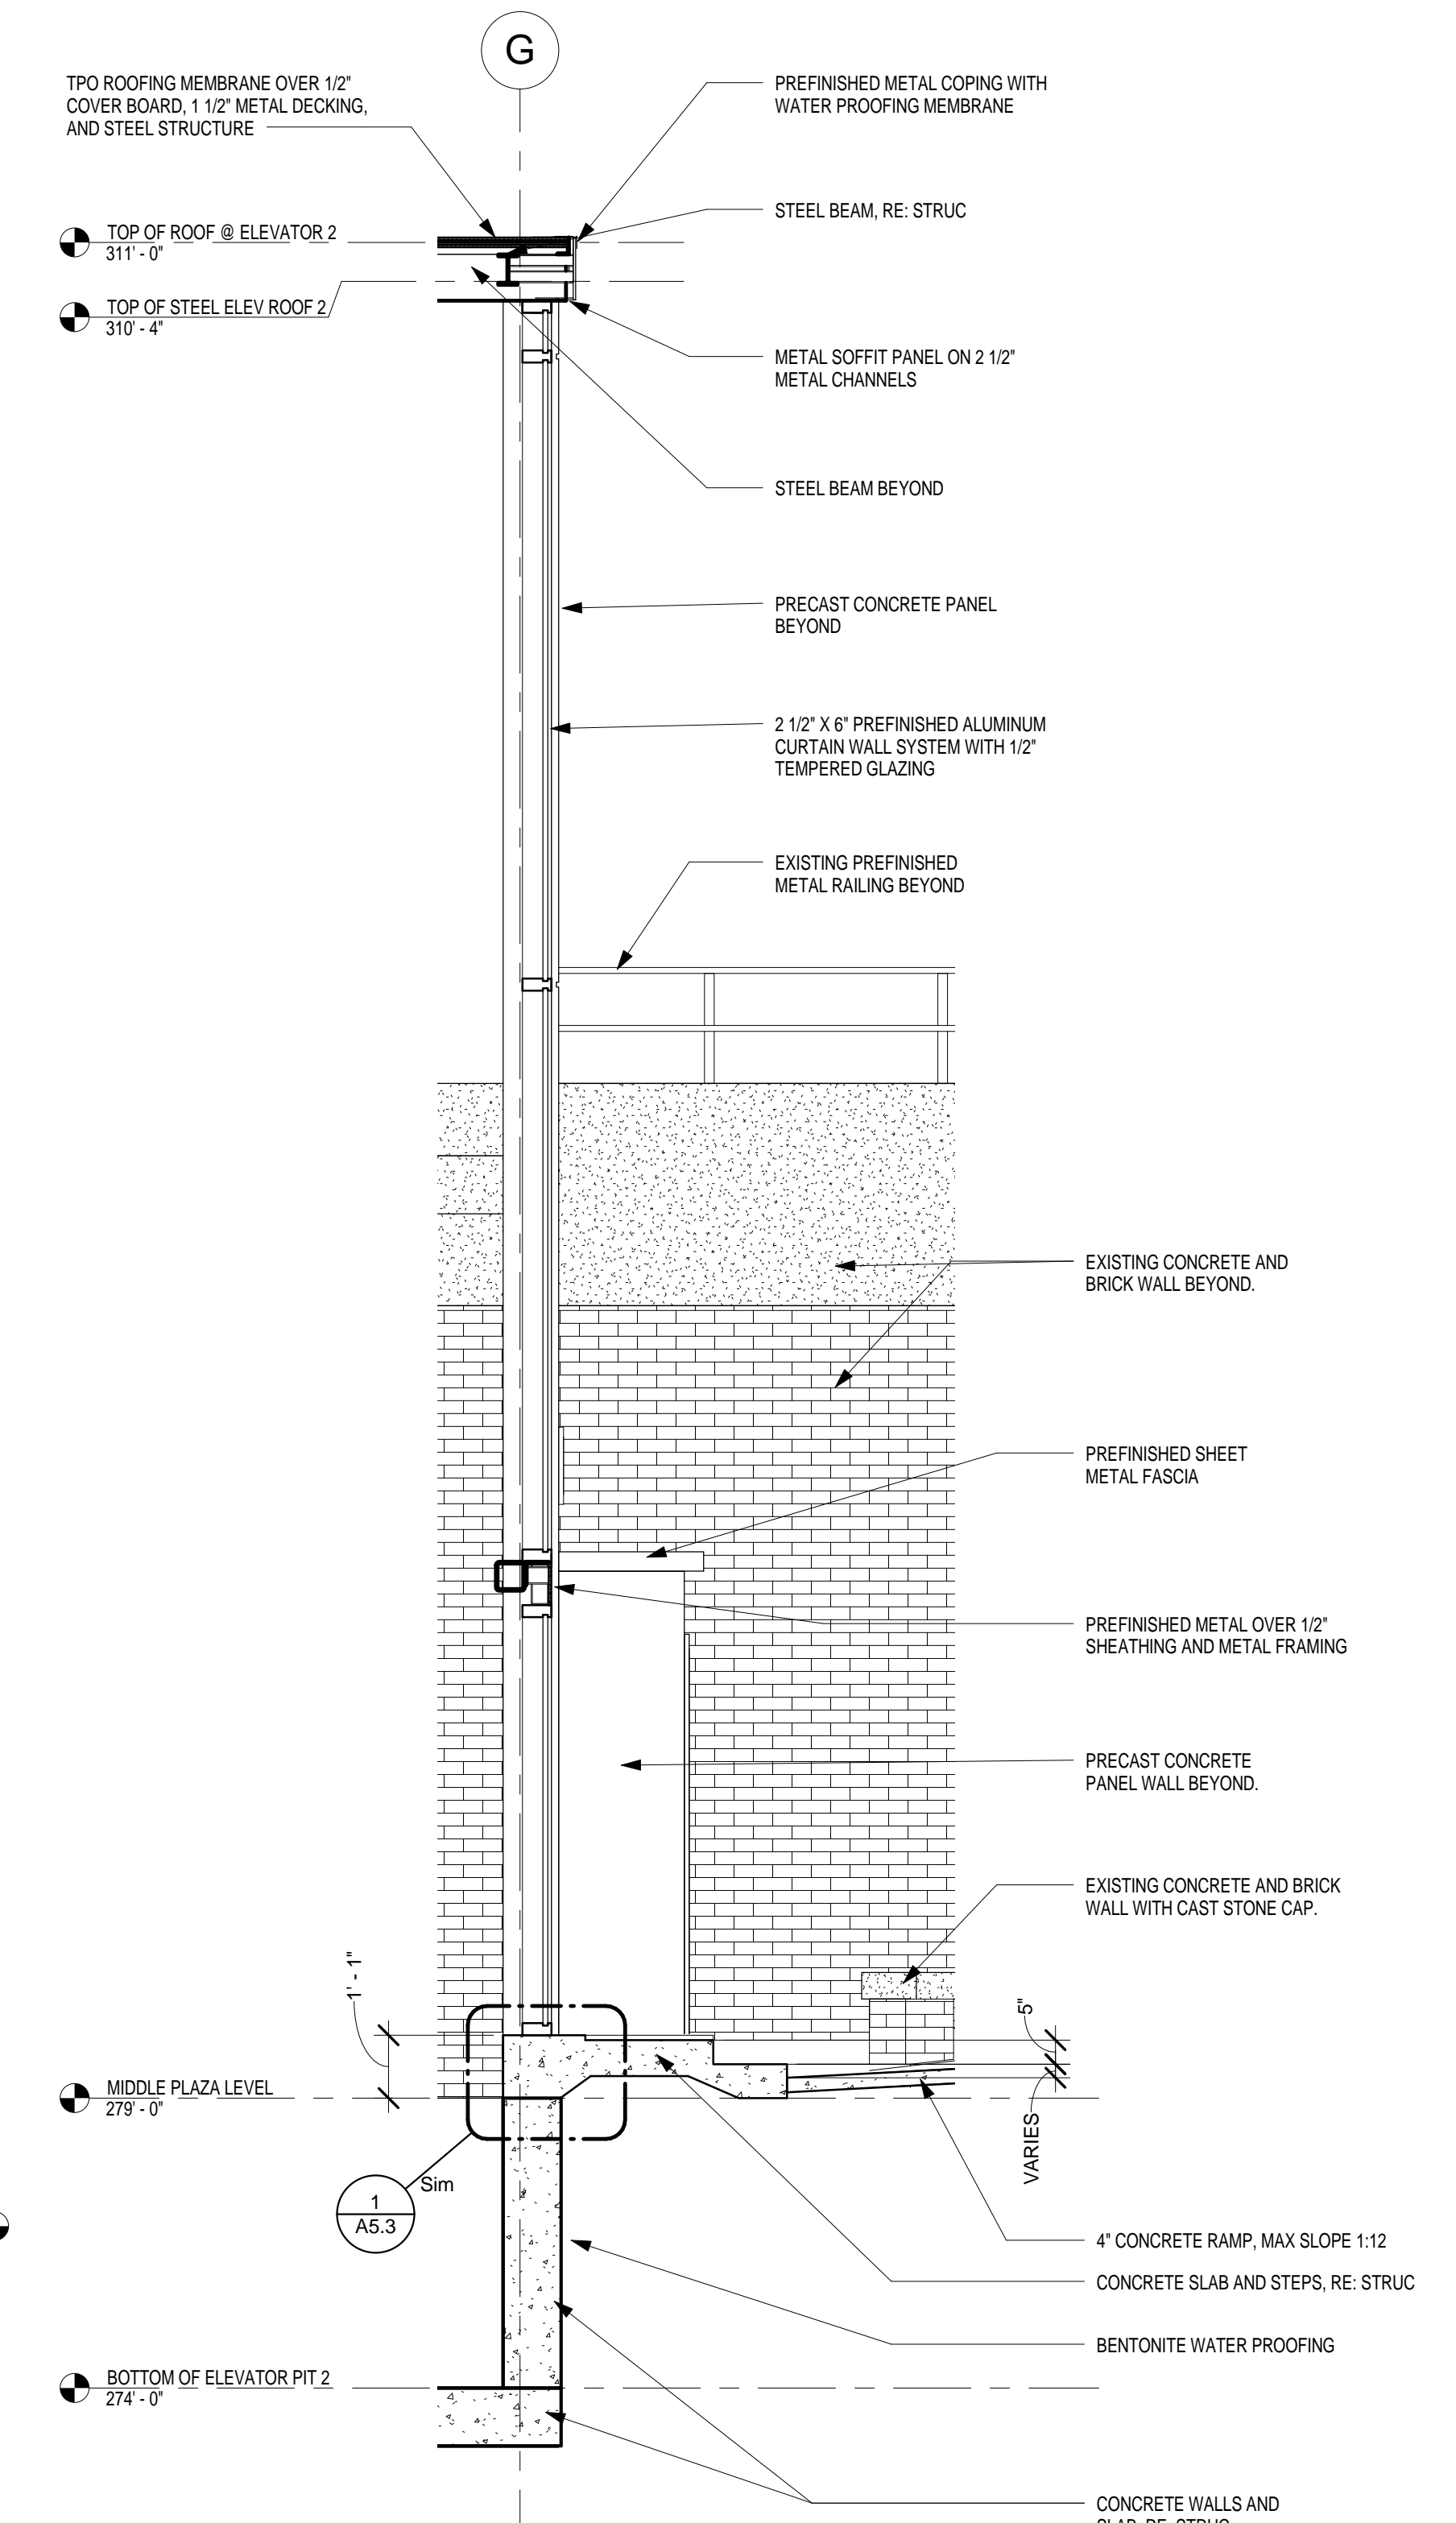 G
TPO ROOFING MEMBRANE OVER 1/2"
COVER BOARD, 1 1/2" METAL DECKING,
AND STEEL STRUCTURE
PREFINISHED METAL COPING WITH
WATER PROOFING MEMBRANE
STEEL BEAM, RE: STRUC
TOP OF ROOF @ ELEVATOR 2
311' - 0"
TOP OF STEEL ELEV ROOF 2
310' - 4"
METAL SOFFIT PANEL ON 2 1/2"
METAL CHANNELS
STEEL BEAM BEYOND
PRECAST CONCRETE PANEL
BEYOND
2 1/2" X 6" PREFINISHED ALUMINUM
CURTAIN WALL SYSTEM WITH 1/2"
TEMPERED GLAZING
EXISTING PREFINISHED
METAL RAILING BEYOND
EXISTING CONCRETE AND
BRICK WALL BEYOND.
PREFINISHED SHEET
METAL FASCIA
PREFINISHED METAL OVER 1/2"
SHEATHING AND METAL FRAMING
PRECAST CONCRETE
PANEL WALL BEYOND.
EXISTING CONCRETE AND BRICK
WALL WITH CAST STONE CAP.
1' - 1"
5"
VARIES
MIDDLE PLAZA LEVEL
279' - 0"
Sim
1
A5.3
4" CONCRETE RAMP, MAX SLOPE 1:12
CONCRETE SLAB AND STEPS, RE: STRUC
BENTONITE WATER PROOFING
BOTTOM OF ELEVATOR PIT 2
274' - 0"
CONCRETE WALLS AND
SLAB, RE: STRUC